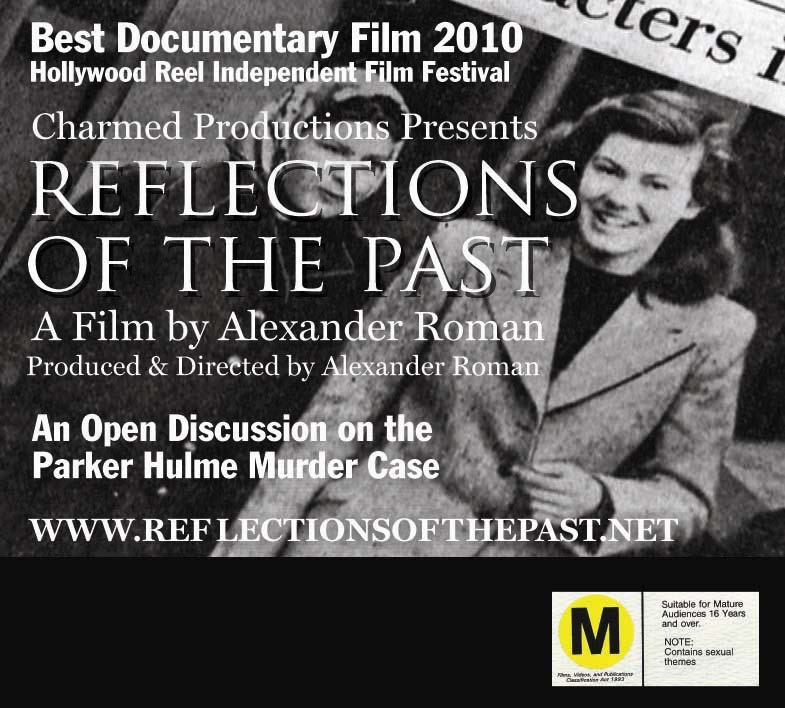 Best Documentary Film 2010
Hollywood Reel Independent Film Festival
Charmed Productions Presents
REFLECTIONS
OF THE PAST
A Film by Alexander Roman
Produced & Directed by Alexander Roman
An Open Discussion on the
Parker Hulme Murder Case
WWW.REFLECTIONSOFTHEPAST.NET
M
Films, Videos, and Publications
Classification Act 1993
Suitable for Mature
Audiences 16 Years
and over.
NOTE:
Contains sexual
themes